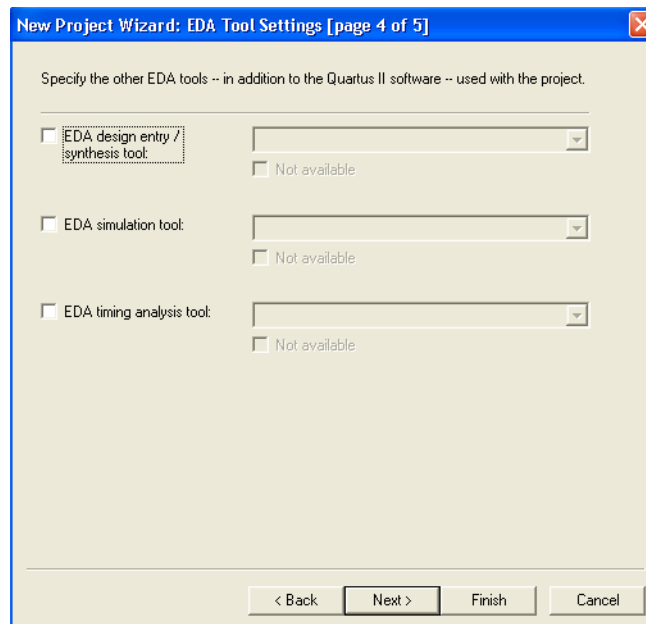 New Project Wizard: EDA Tool Settings [page 4 of 5]
Specify the other EDA tools -- in addition to the Quartus II software -- used with the project.
EDA design entry /
synthesis tool:
Not available
EDA simulation tool:
Not available
EDA timing analysis tool:
Not available
< Back Next > Finish Cancel